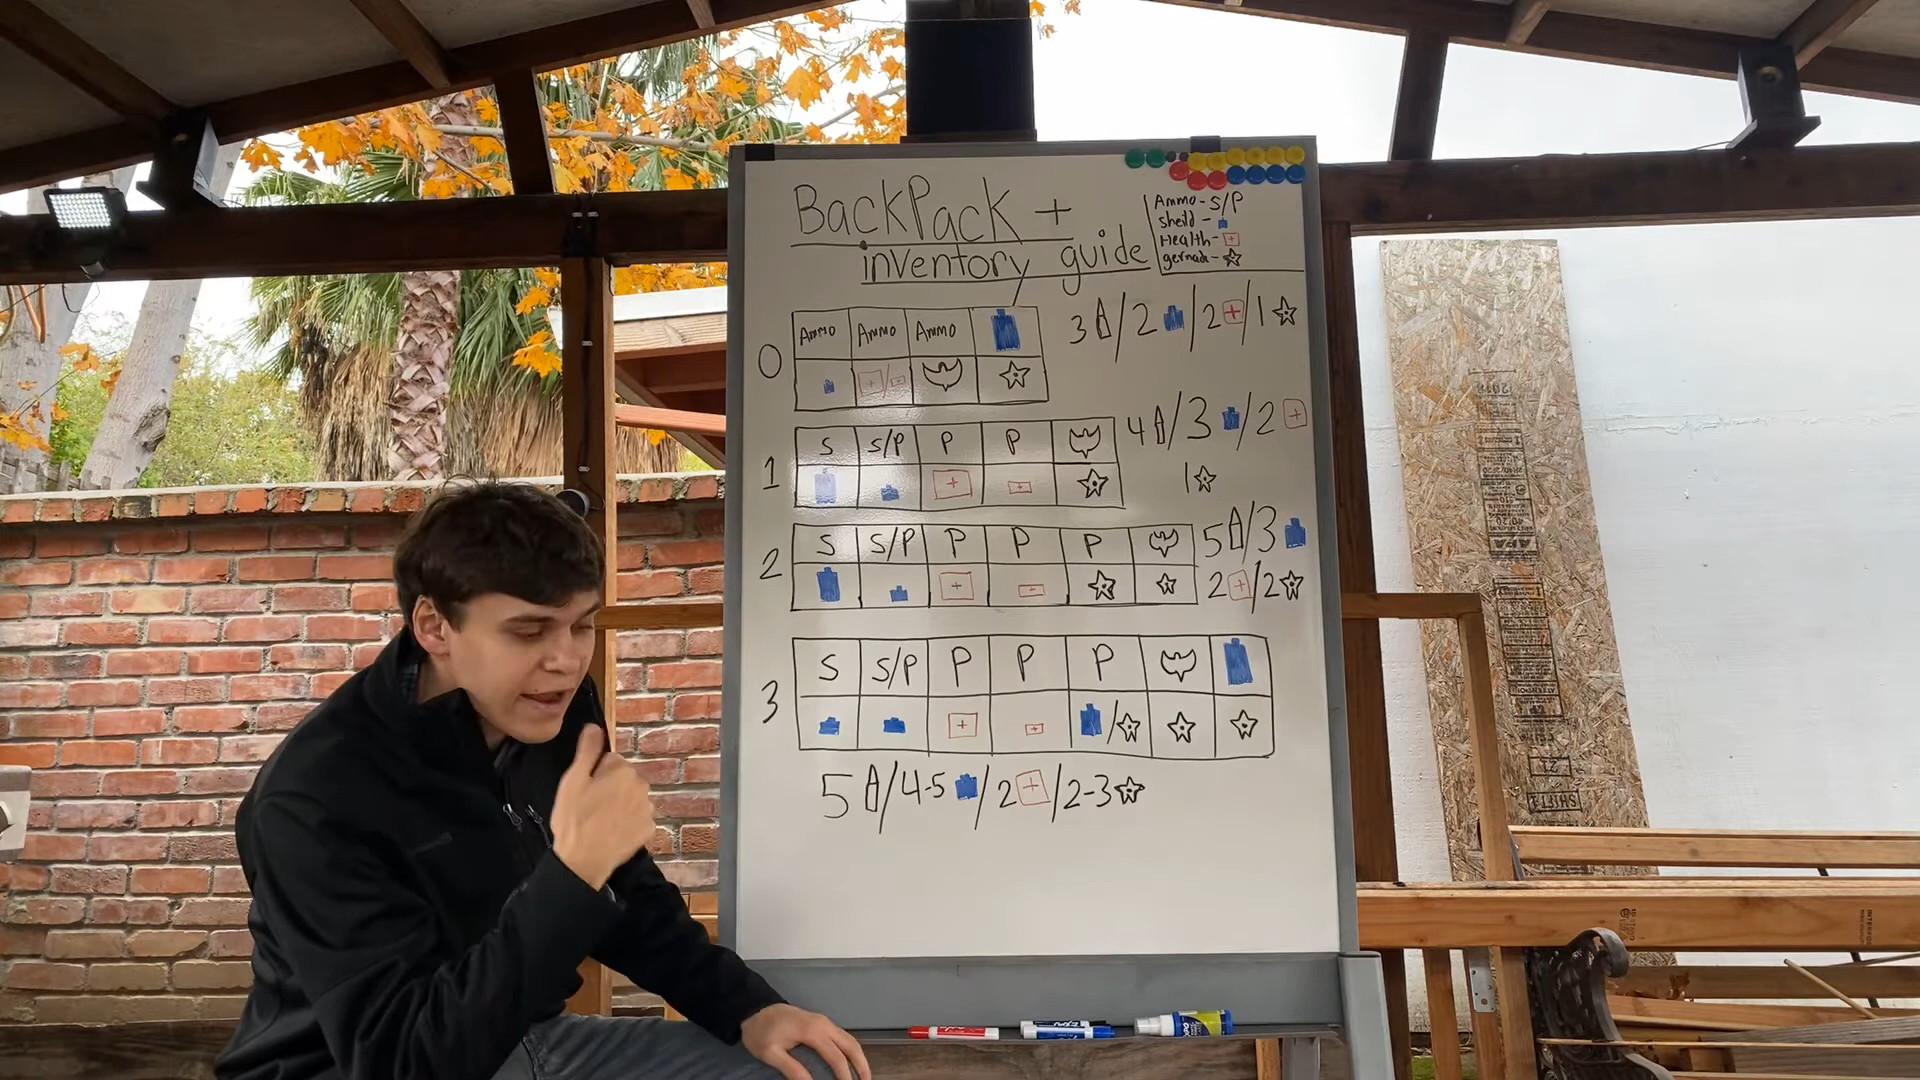 BackPack +
inventory guide
Ammo - S/P
Sheild -
Health -
gernade -
0
Ammo Ammo Ammo
3 / 2 / 2 / 1
1
S S/P P P
4 / 3 / 2
1
2
S S/P P P P
5 / 3
2 / 2
3
S S/P P P P
/
5 / 4-5 / 2 / 2-3
EXPO